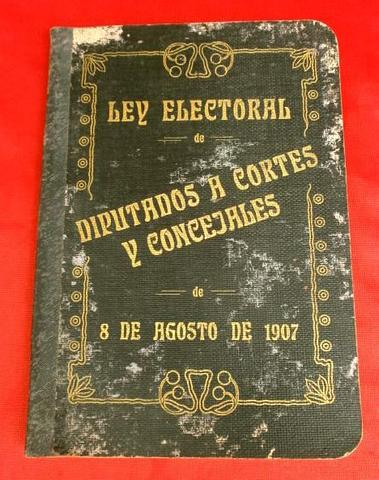 LEY ELECTORAL
de
DIPUTADOS A CORTES
Y CONCEJALES
de
8 DE AGOSTO DE 1907